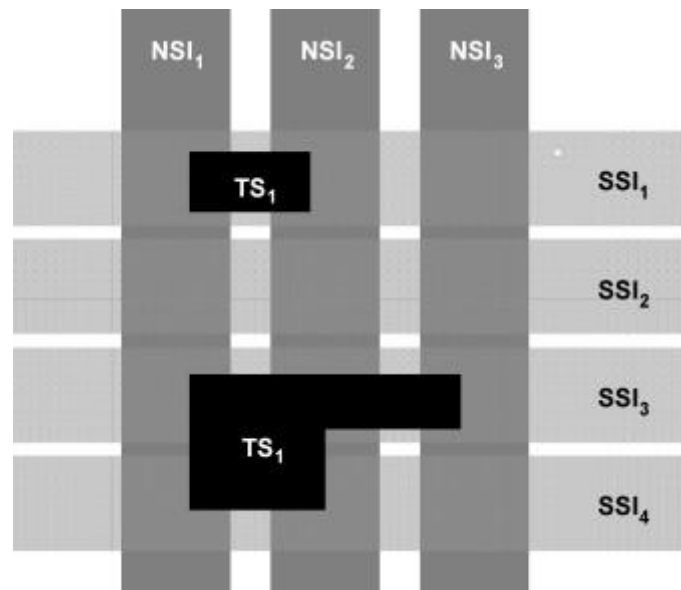 NSI₁ NSI₂ NSI₃
TS₁ SSI₁
SSI₂
SSI₃
TS₁
SSI₄